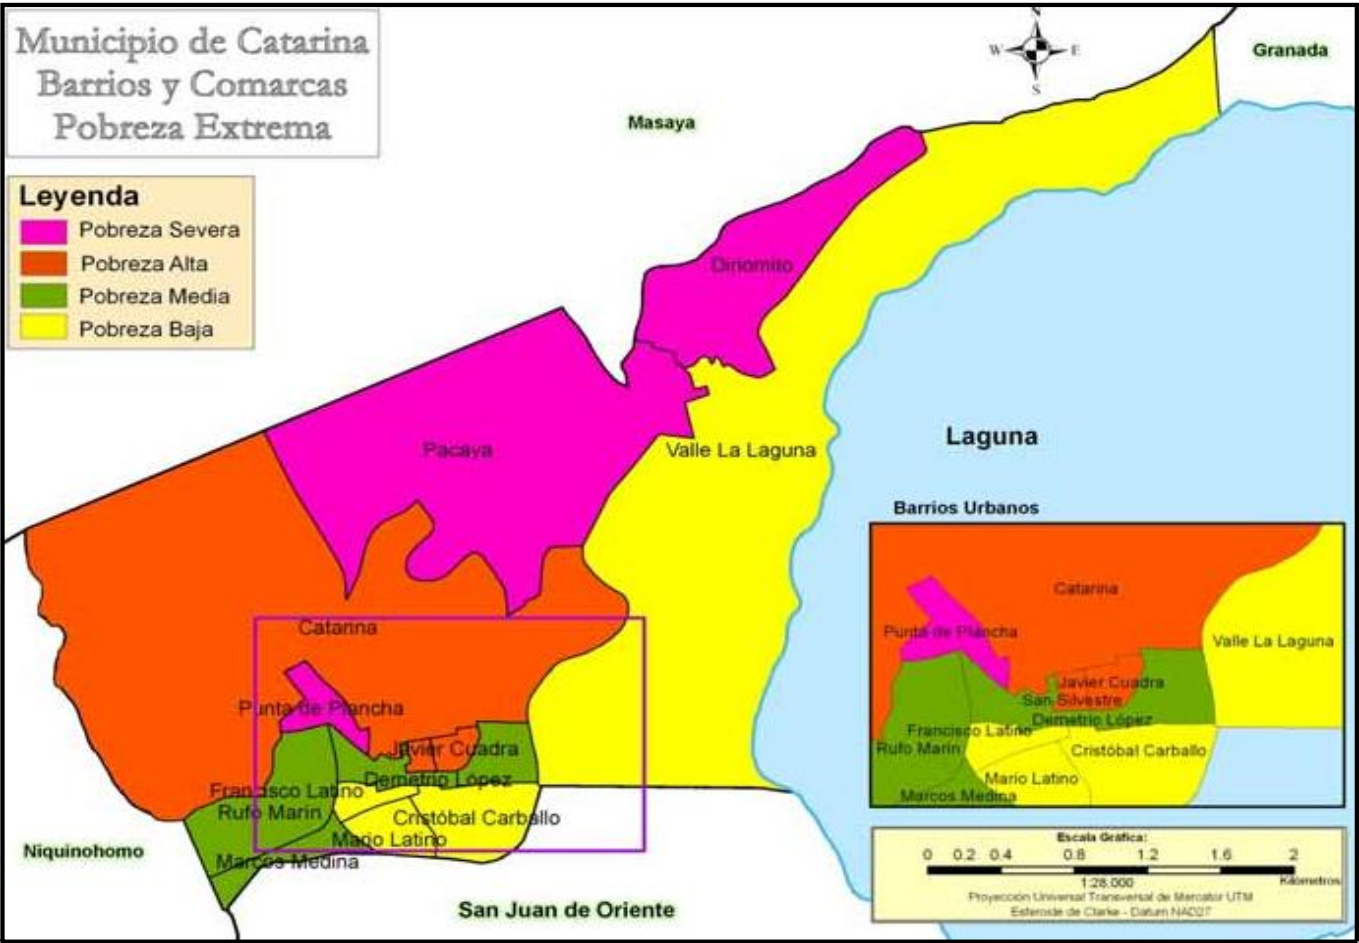 Municipio de Catarina
Barrios y Comarcas
Pobreza Extrema
N
W E
S
Granada
Masaya
Leyenda
Pobreza Severa
Pobreza Alta
Pobreza Media
Pobreza Baja
Dinomito
Pacaya
Valle La Laguna
Laguna
Catarina
Punta de Plancha
Javier Cuadra
Demetrio López
Francisco Latino
Rufo Marín
Cristóbal Carballo
Mario Latino
Marcos Medina
Niquinohomo
San Juan de Oriente
Barrios Urbanos
Catarina
Punta de Plancha
Valle La Laguna
Javier Cuadra
San Silvestre
Demetrio López
Francisco Latino
Rufo Marín
Cristóbal Carballo
Mario Latino
Marcos Medina
Escala Gráfica:
0 0.2 0.4 0.8 1.2 1.6 2
Kilometros
1:28.000
Proyección Universal Transversal de Mercator UTM
Esferoide de Clarke - Datum NAD27